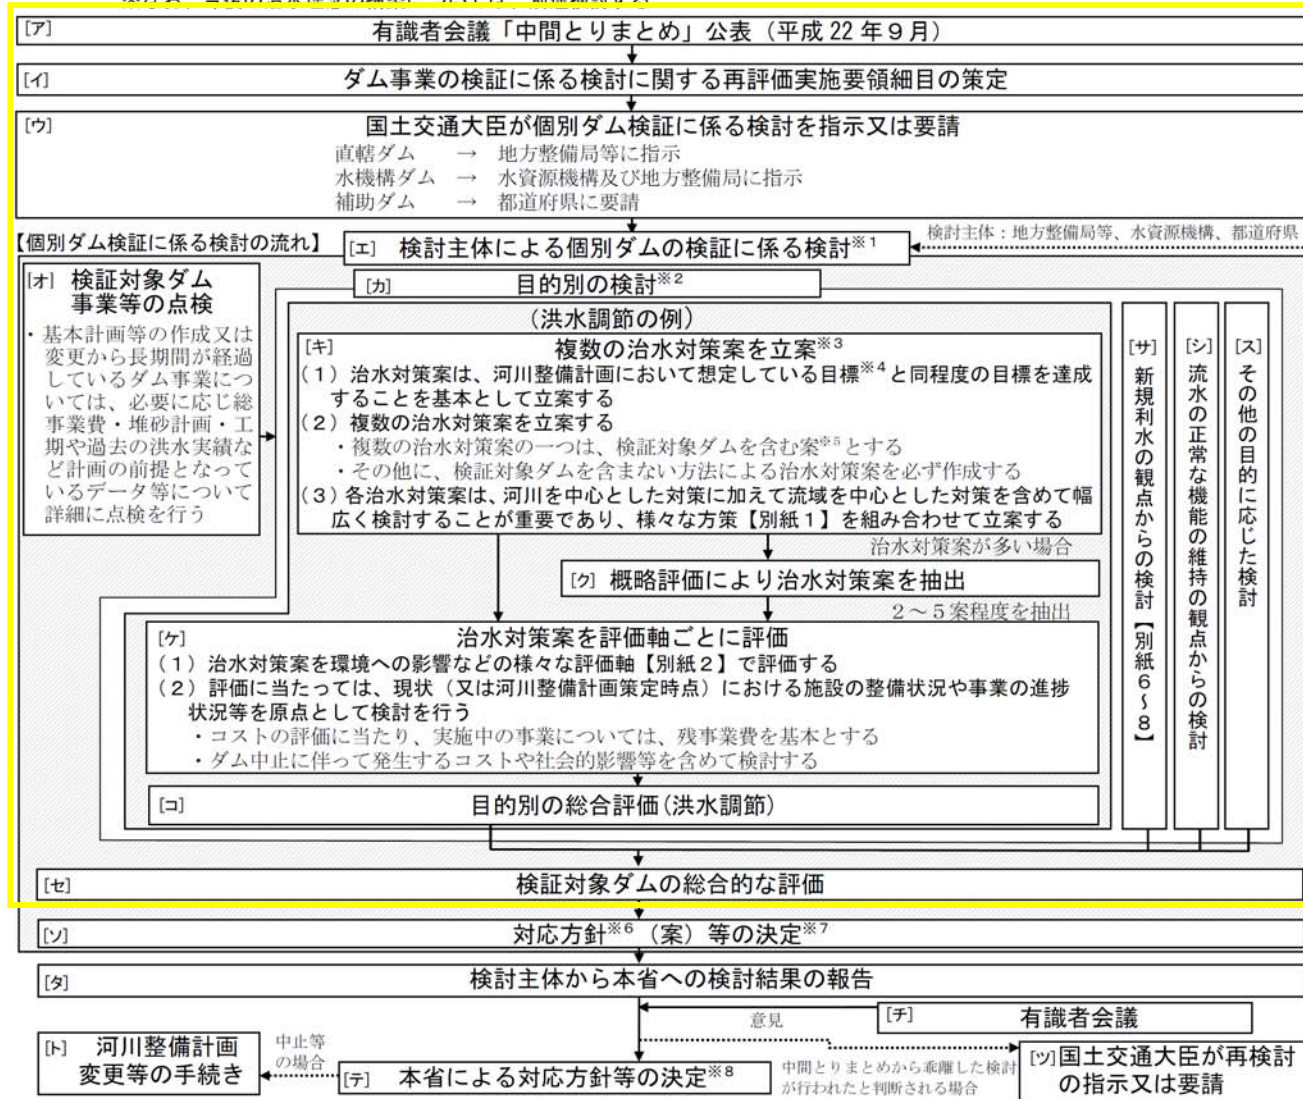 [ア] 有識者会議「中間とりまとめ」公表（平成22年９月）
[イ] ダム事業の検証に係る検討に関する再評価実施要領細目の策定
[ウ] 国土交通大臣が個別ダム検証に係る検討を指示又は要請
直轄ダム → 地方整備局等に指示
水機構ダム → 水資源機構及び地方整備局に指示
補助ダム → 都道府県に要請
【個別ダム検証に係る検討の流れ】
[エ] 検討主体による個別ダムの検証に係る検討※1
検討主体：地方整備局等、水資源機構、都道府県
[オ] 検証対象ダム
事業等の点検
・基本計画等の作成又は
変更から長期間が経過
しているダム事業につ
いては、必要に応じ総
事業費・堆砂計画・工
期や過去の洪水実績な
ど計画の前提となって
いるデータ等について
詳細に点検を行う
[カ] 目的別の検討※2
（洪水調節の例）
[キ] 複数の治水対策案を立案※3
（１）治水対策案は、河川整備計画において想定している目標※4と同程度の目標を達成
することを基本として立案する
（２）複数の治水対策案を立案する
・複数の治水対策案の一つは、検証対象ダムを含む案※5とする
・その他に、検証対象ダムを含まない方法による治水対策案を必ず作成する
（３）各治水対策案は、河川を中心とした対策に加えて流域を中心とした対策を含めて幅
広く検討することが重要であり、様々な方策【別紙１】を組み合わせて立案する
治水対策案が多い場合
[ク] 概略評価により治水対策案を抽出
２～５案程度を抽出
[ケ] 治水対策案を評価軸ごとに評価
（１）治水対策案を環境への影響などの様々な評価軸【別紙２】で評価する
（２）評価に当たっては、現状（又は河川整備計画策定時点）における施設の整備状況や事業の進捗
状況等を原点として検討を行う
・コストの評価に当たり、実施中の事業については、残事業費を基本とする
・ダム中止に伴って発生するコストや社会的影響等を含めて検討する
[コ] 目的別の総合評価（洪水調節）
[サ] 新規利水の観点からの検討【別紙６～８】
[シ] 流水の正常な機能の維持の観点からの検討
[ス] その他の目的に応じた検討
[セ] 検証対象ダムの総合的な評価
[ソ] 対応方針※6（案）等の決定※7
[タ] 検討主体から本省への検討結果の報告
意見
[チ] 有識者会議
[ト] 河川整備計画
変更等の手続き
中止等
の場合
[テ] 本省による対応方針等の決定※8
中間とりまとめから乖離した検討
が行われたと判断される場合
[ツ] 国土交通大臣が再検討
の指示又は要請